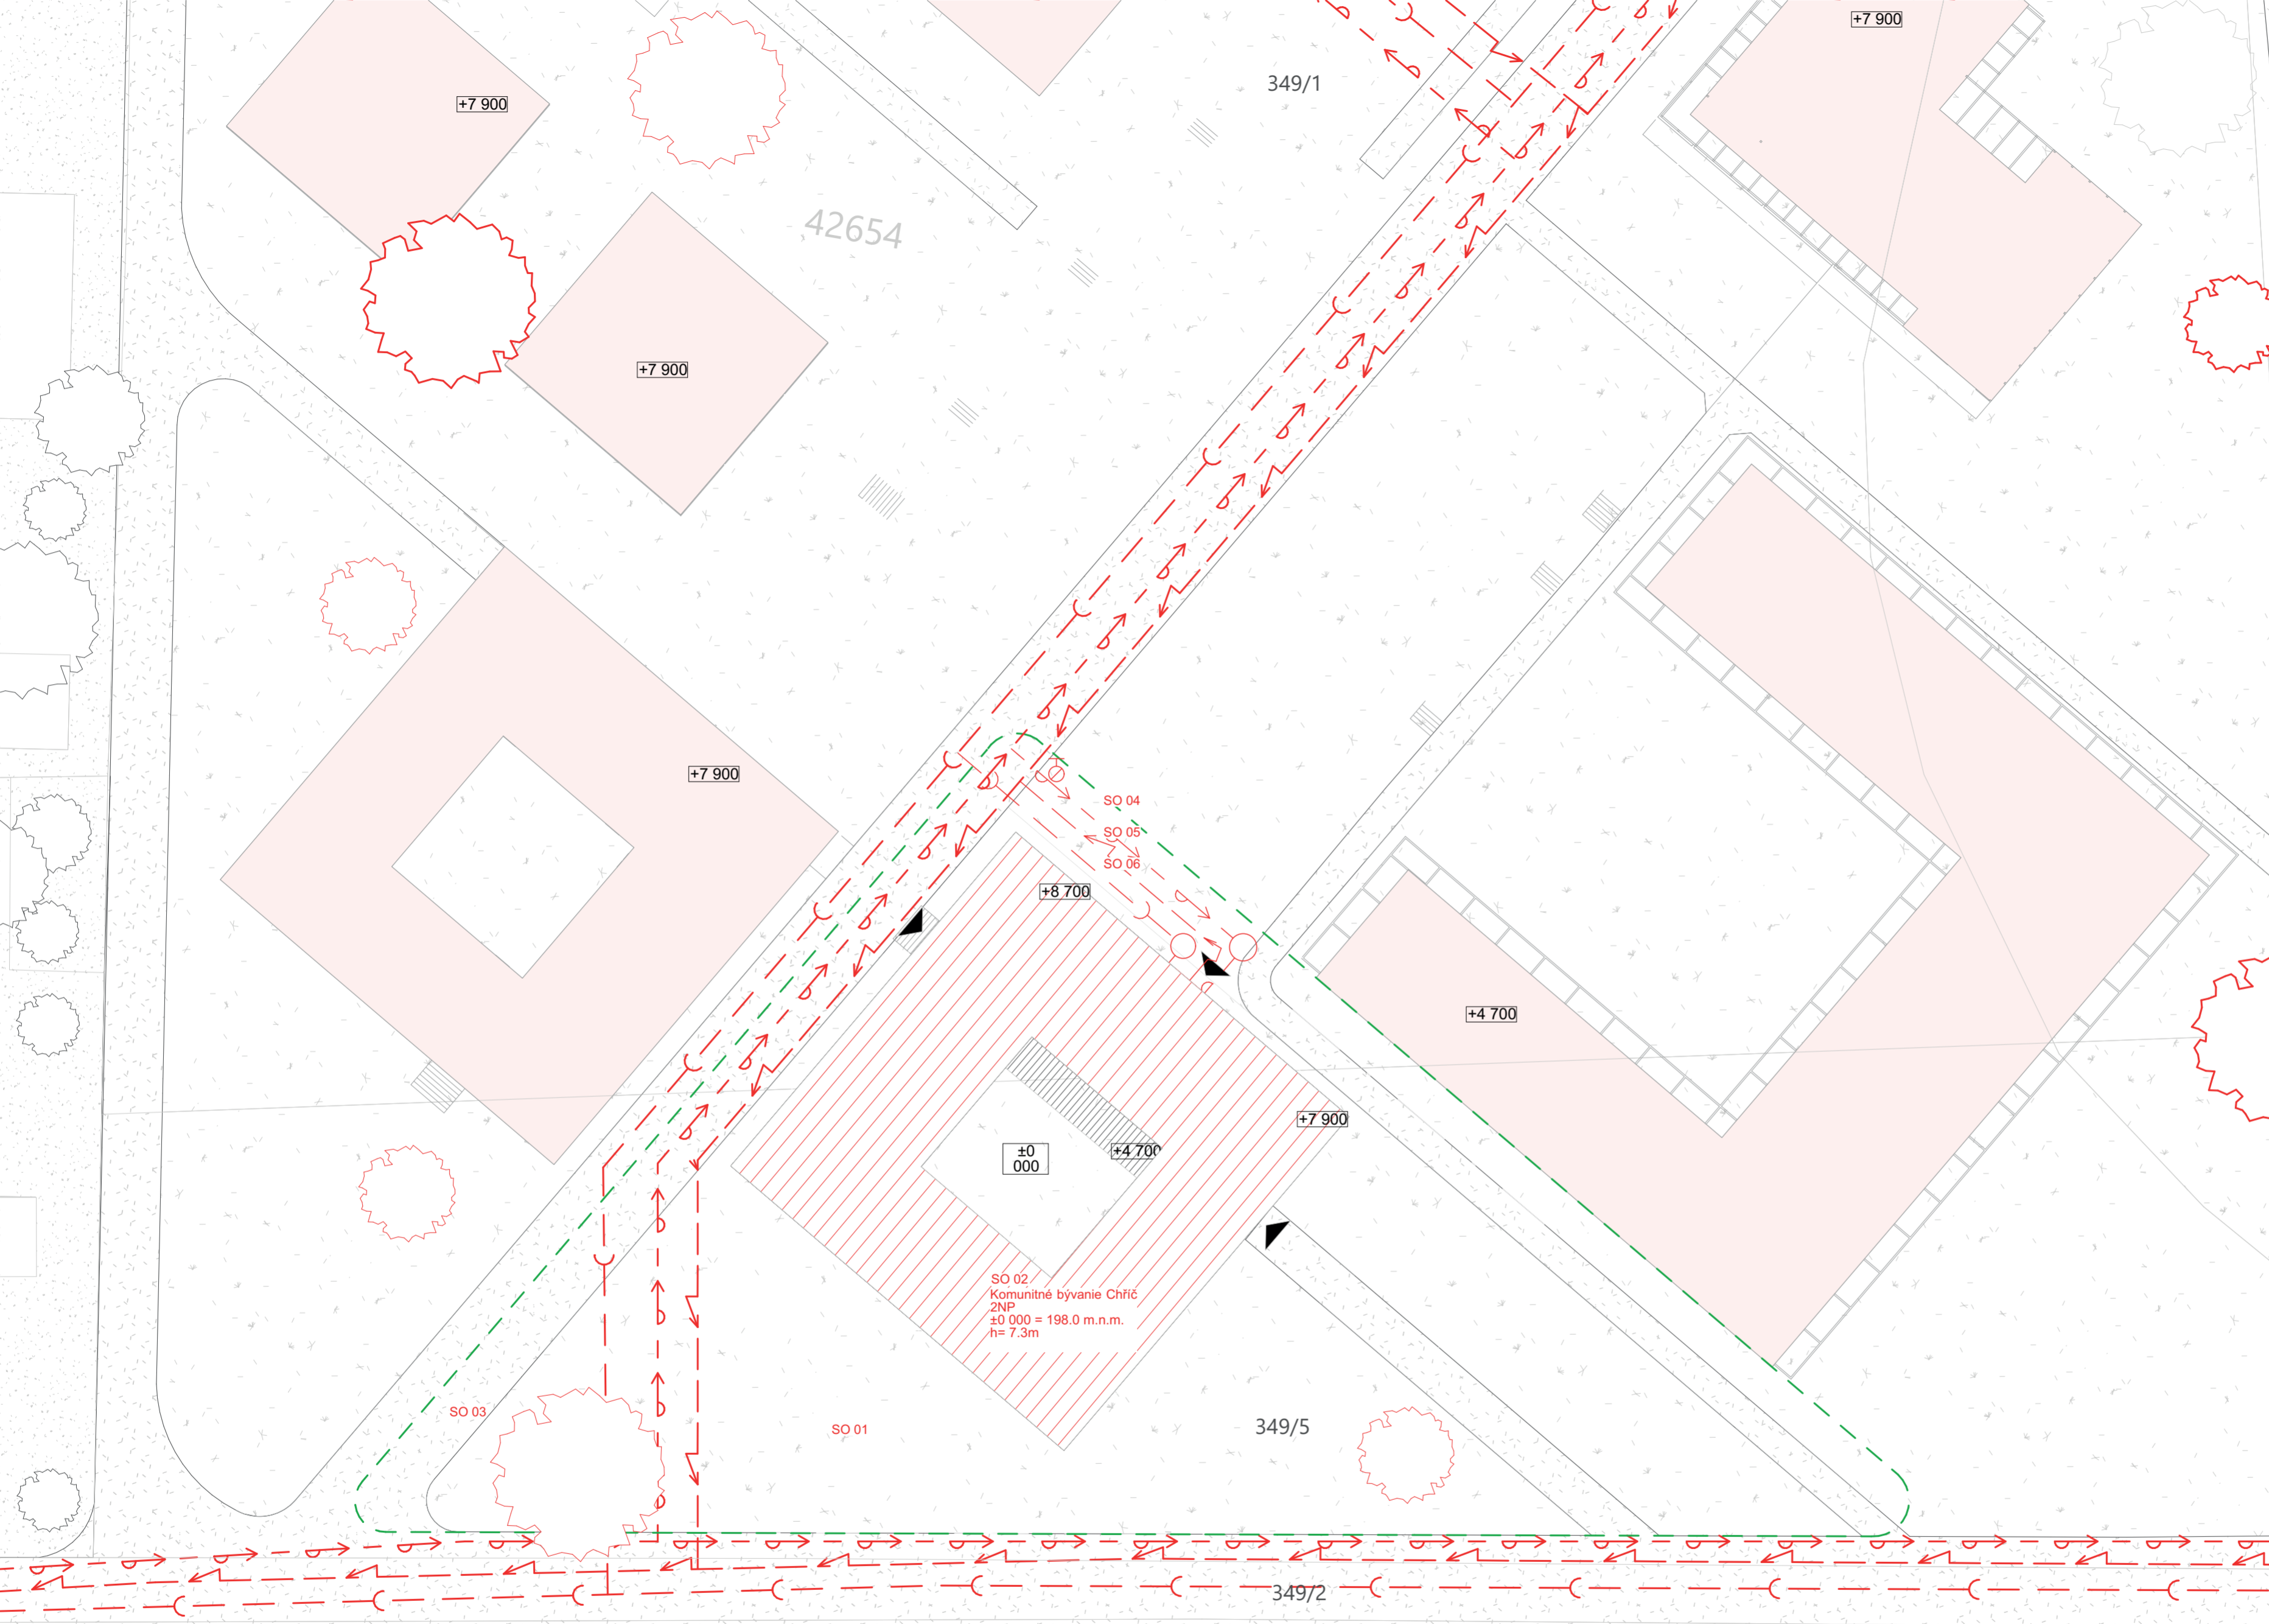 +7 900
349/1
+7 900
42654
+7 900
+7 900
SO 04
SO 05
SO 06
+8 700
+4 700
+7 900
±0
000
+4 700
SO 02
Komunitné bývanie Chříč
2NP
±0 000 = 198.0 m.n.m.
h= 7.3m
SO 03
SO 01
349/5
349/2